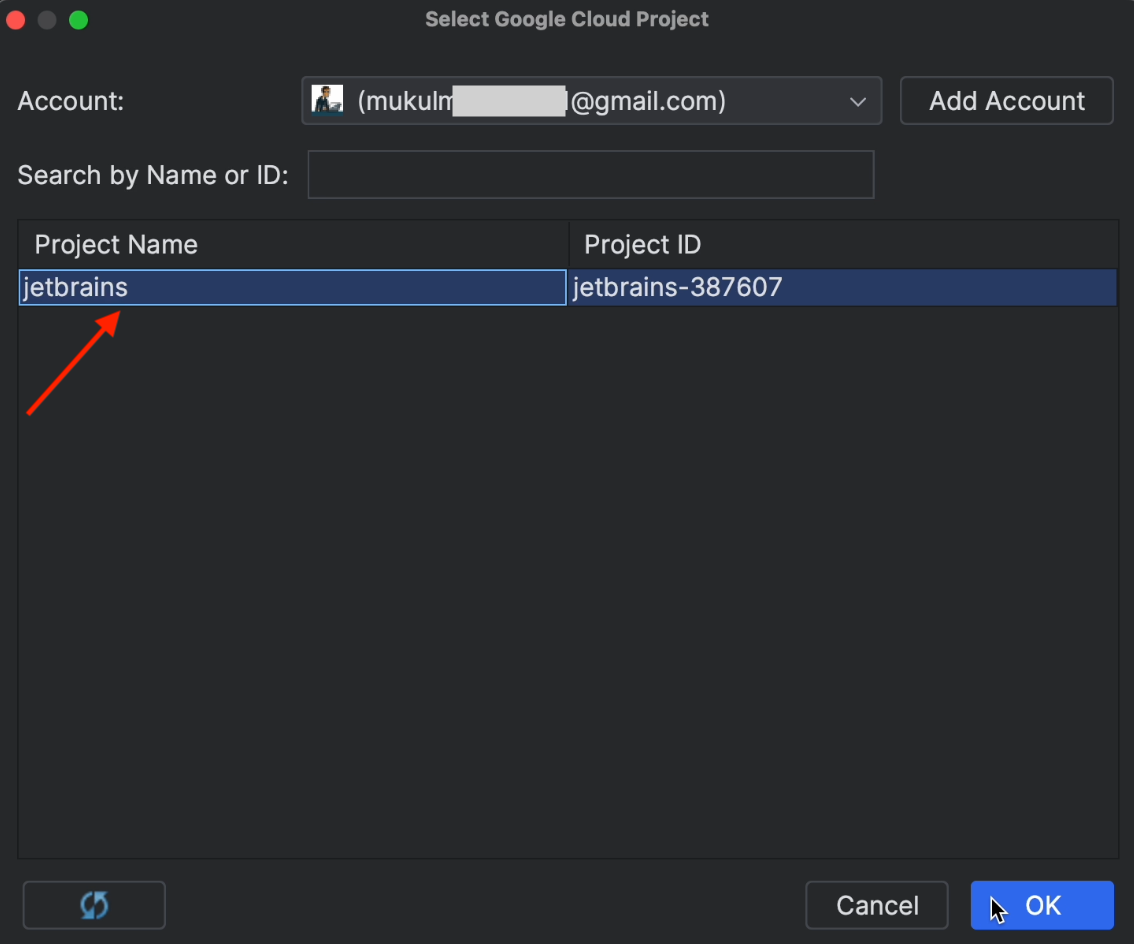 Select Google Cloud Project
Account: (mukulm @gmail.com) Add Account
Search by Name or ID:
Project Name Project ID
jetbrains jetbrains-387607
Cancel OK